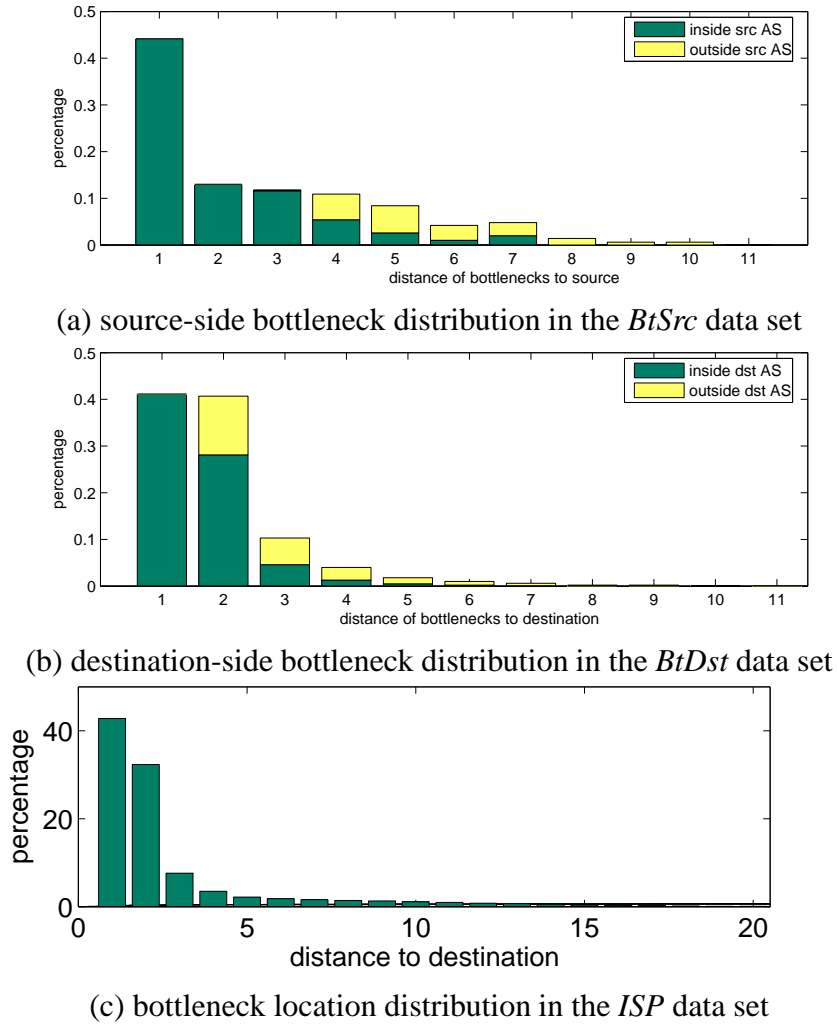 0.5
0.4
0.3
0.2
0.1
0
percentage
inside src AS
outside src AS
1 2 3 4 5 6 7 8 9 10 11
distance of bottlenecks to source
(a) source-side bottleneck distribution in the BtSrc data set
0.5
0.4
0.3
0.2
0.1
0
percentage
inside dst AS
outside dst AS
1 2 3 4 5 6 7 8 9 10 11
distance of bottlenecks to destination
(b) destination-side bottleneck distribution in the BtDst data set
40
20
0
percentage
0 5 10 15 20
distance to destination
(c) bottleneck location distribution in the ISP data set